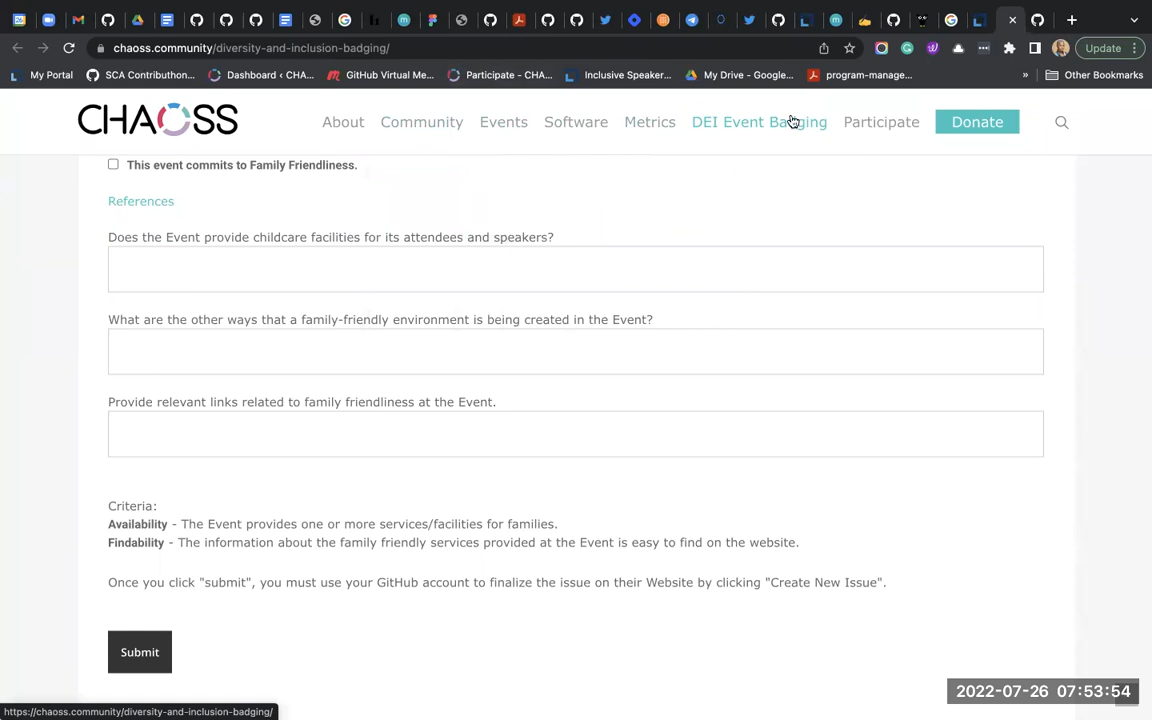 chaoss.community/diversity-and-inclusion-badging/
Update
My Portal
SCA Contributhon...
Dashboard ‹ CHA...
GitHub Virtual Me...
Participate - CHA...
Inclusive Speaker...
My Drive - Google...
program-manage...
»
Other Bookmarks
CHAOSS
About
Community
Events
Software
Metrics
DEI Event Badging
Participate
Donate
This event commits to Family Friendliness.
References
Does the Event provide childcare facilities for its attendees and speakers?
What are the other ways that a family-friendly environment is being created in the Event?
Provide relevant links related to family friendliness at the Event.
Criteria:
Availability - The Event provides one or more services/facilities for families.
Findability - The information about the family friendly services provided at the Event is easy to find on the website.
Once you click "submit", you must use your GitHub account to finalize the issue on their Website by clicking "Create New Issue".
Submit
2022-07-26 07:53:54
https://chaoss.community/diversity-and-inclusion-badging/